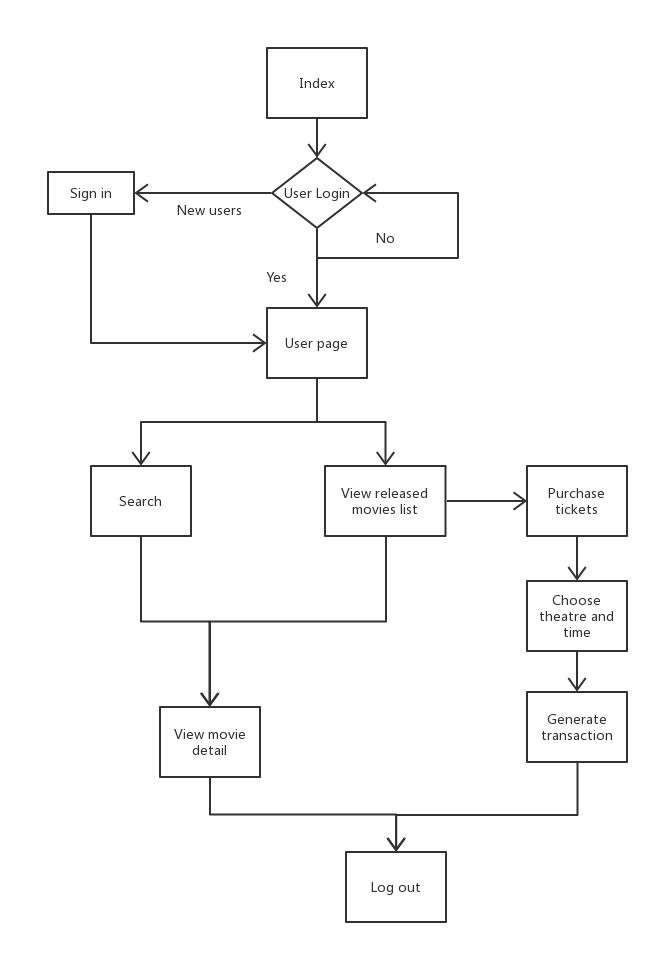 Index
User Login
Sign in
New users
No
Yes
User page
Search
View released
movies list
Purchase
tickets
Choose
theatre and
time
View movie
detail
Generate
transaction
Log out